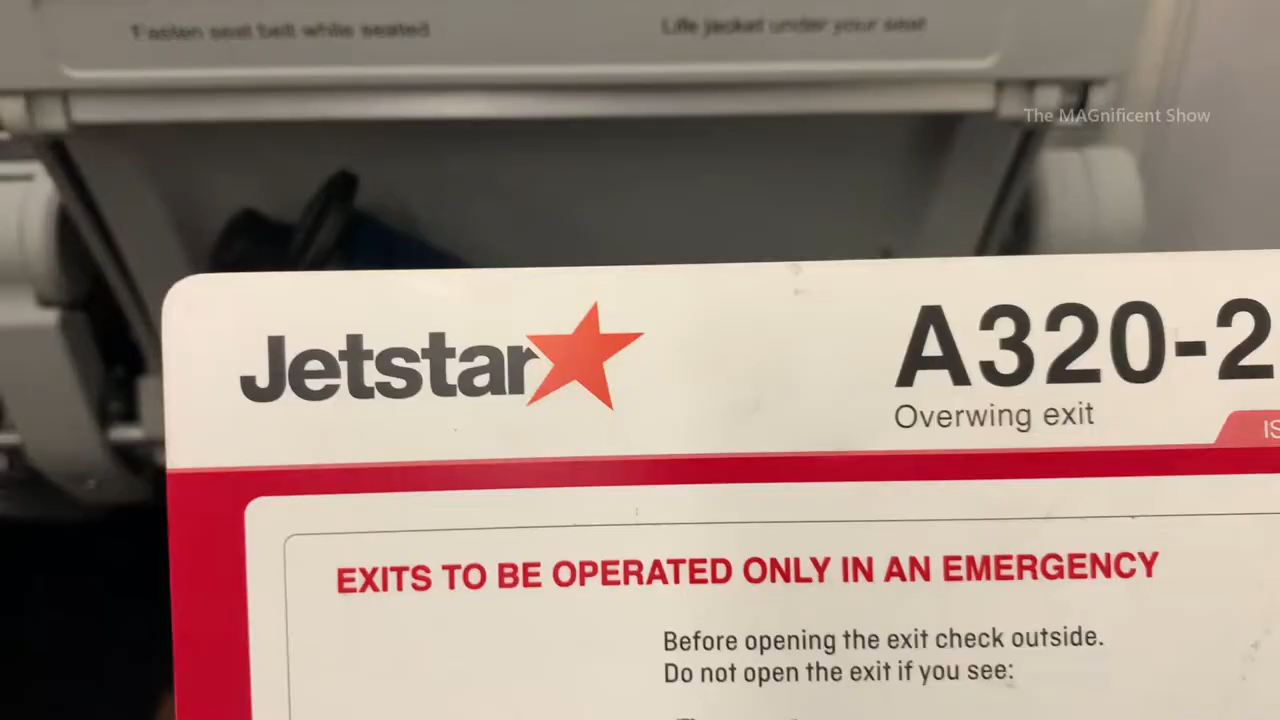 Fasten seat belt while seated
Life jacket under your seat
The MAGnificent Show
Jetstar
A320-2
Overwing exit
EXITS TO BE OPERATED ONLY IN AN EMERGENCY
Before opening the exit check outside.
Do not open the exit if you see: